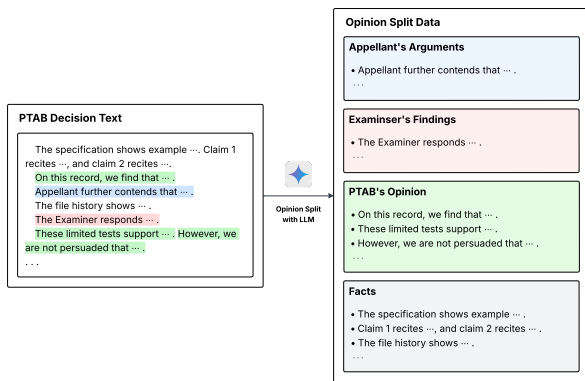 PTAB Decision Text
The specification shows example ··· . Claim 1
recites ···, and claim 2 recites ···.
On this record, we find that ··· .
Appellant further contends that ··· .
The file history shows ··· .
The Examiner responds ··· .
These limited tests support ··· . However, we
are not persuaded that ··· .
. . .
Opinion Split
with LLM
Opinion Split Data
Appellant's Arguments
• Appellant further contends that ··· .
. . .
Examinser's Findings
• The Examiner responds ··· .
. . .
PTAB's Opinion
• On this record, we find that ··· .
• These limited tests support ··· .
• However, we are not persuaded that ··· .
. . .
Facts
• The specification shows example ··· .
• Claim 1 recites ···, and claim 2 recites ··· .
• The file history shows ··· .
. . .